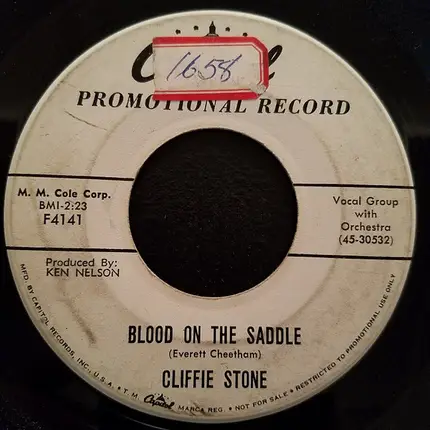 1658
PROMOTIONAL RECORD
M. M. Cole Corp.
BMI-2:23
F4141
Vocal Group
with
Orchestra
(45-30532)
Produced By:
KEN NELSON
BLOOD ON THE SADDLE
(Everett Cheetham)
CLIFFIE STONE
MFD. BY CAPITOL RECORDS, INC. U.S.A. • T.M. Capitol MARCA REG. • NOT FOR SALE • RESTRICTED TO PROMOTIONAL USE ONLY